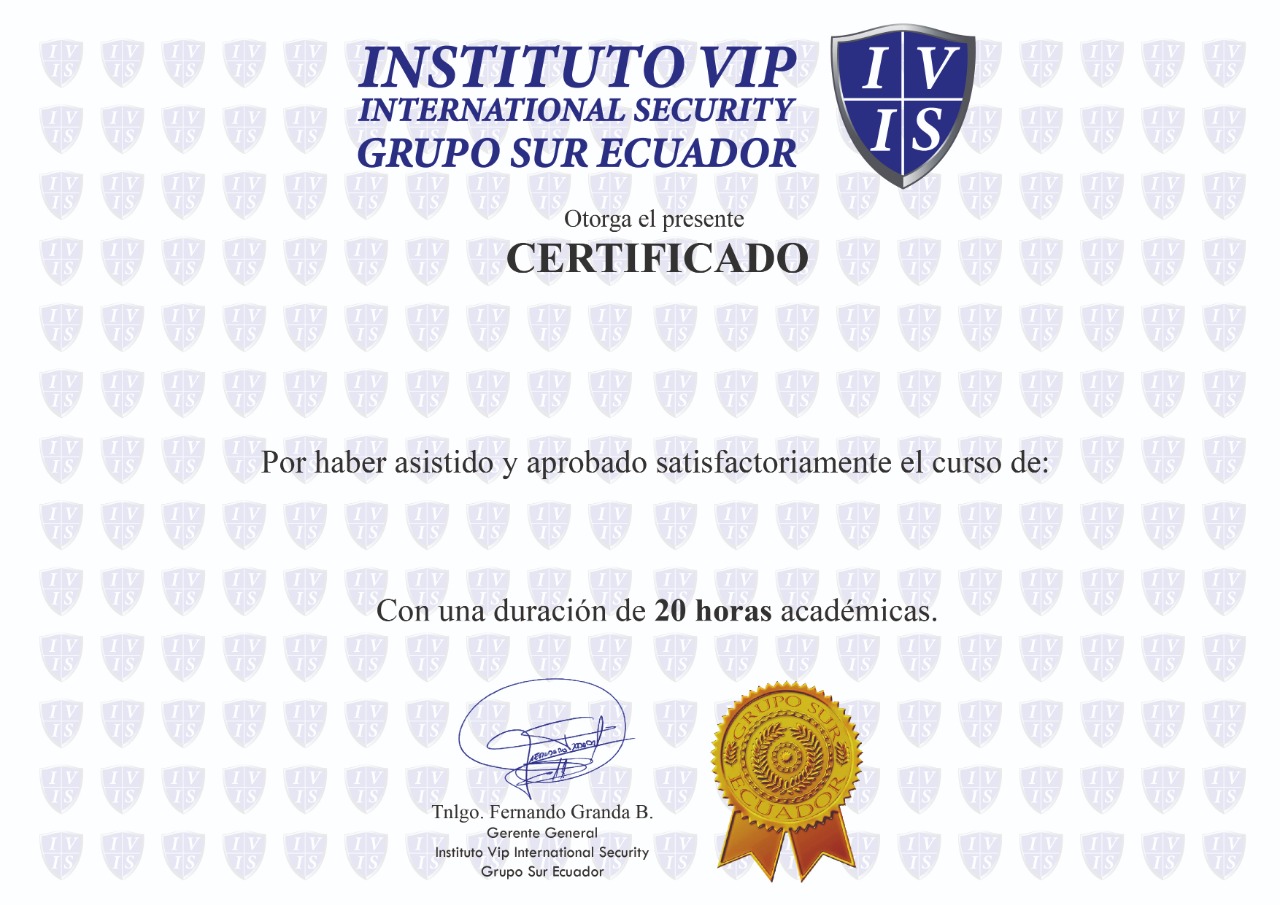 INSTITUTO VIP
INTERNATIONAL SECURITY
GRUPO SUR ECUADOR
I V
I S
Otorga el presente
CERTIFICADO
Por haber asistido y aprobado satisfactoriamente el curso de:
Con una duración de 20 horas académicas.
Tnlgo. Fernando Granda B.
Gerente General
Instituto Vip International Security
Grupo Sur Ecuador
GRUPO SUR
ECUADOR